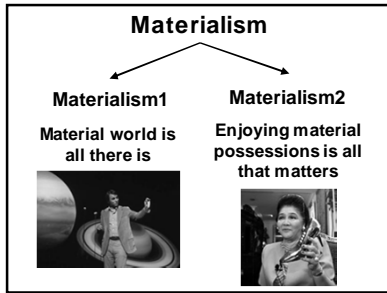 Materialism
Materialism1
Material world is
all there is
Materialism2
Enjoying material
possessions is all
that matters